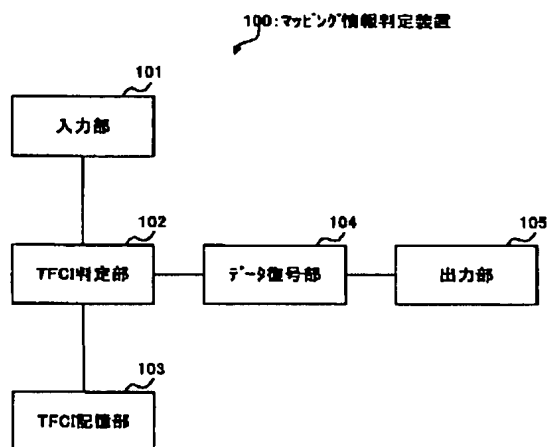 100:マッピング情報判定装置
101
入力部
102
TFCI判定部
104
データ復号部
105
出力部
103
TFCI記憶部